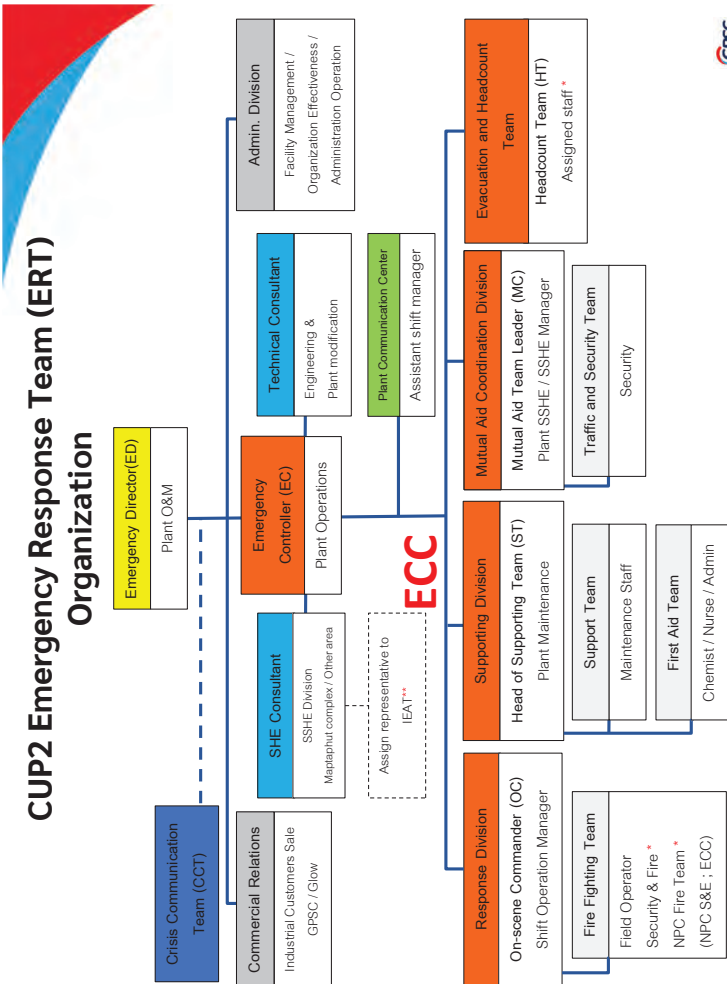 CUP2 Emergency Response Team (ERT)
Organization
Emergency Director(ED)
Plant O&M
Crisis Communication
Team (CCT)
Commercial Relations
Industrial Customers Sale
GPSC / Glow
SHE Consultant
SSHE Division
Maptaphut complex / Other area
Assign representative to
IEAT**
Emergency
Controller (EC)
Plant Operations
Technical Consultant
Engineering &
Plant modification
Admin. Division
Facility Management /
Organization Effectiveness /
Administration Operation
ECC
Plant Communication Center
Assistant shift manager
Response Division
On-scene Commander (OC)
Shift Operation Manager
Fire Fighting Team
Field Operator
Security & Fire *
NPC Fire Team *
(NPC S&E ; ECC)
Supporting Division
Head of Supporting Team (ST)
Plant Maintenance
Support Team
Maintenance Staff
First Aid Team
Chemist / Nurse / Admin
Mutual Aid Coordination Division
Mutual Aid Team Leader (MC)
Plant SSHE / SSHE Manager
Traffic and Security Team
Security
Evacuation and Headcount
Team
Headcount Team (HT)
Assigned staff *